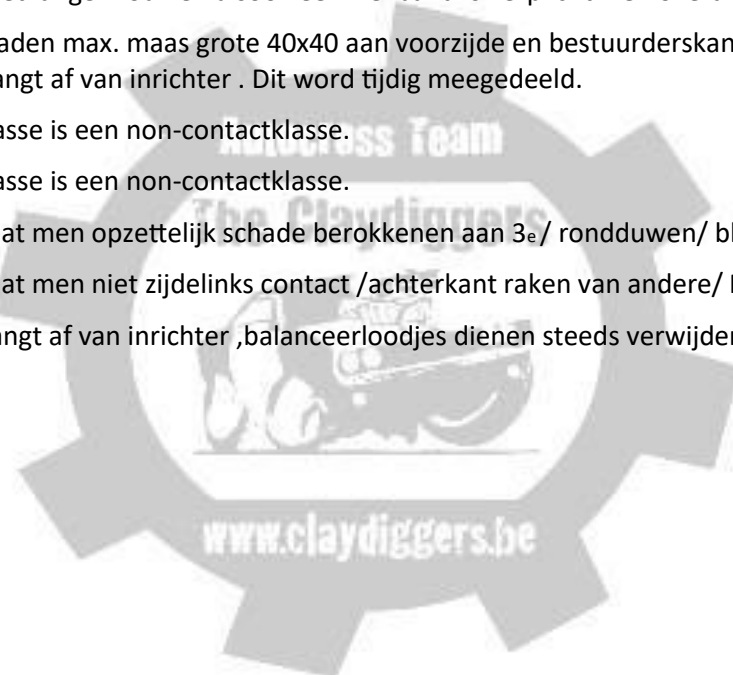 aden max. maas grote 40x40 aan voorzijde en bestuurderskan
angt af van inrichter . Dit word tijdig meegedeeld.
asse is een non-contactklasse.
Autocross Team
asse is een non-contactklasse.
The Claydiggers
at men opzettelijk schade berokkenen aan 3e/ rondduwen/ bl
at men niet zijdelinks contact /achterkant raken van andere/
angt af van inrichter ,balanceerloodjes dienen steeds verwijder
www.claydiggers.be